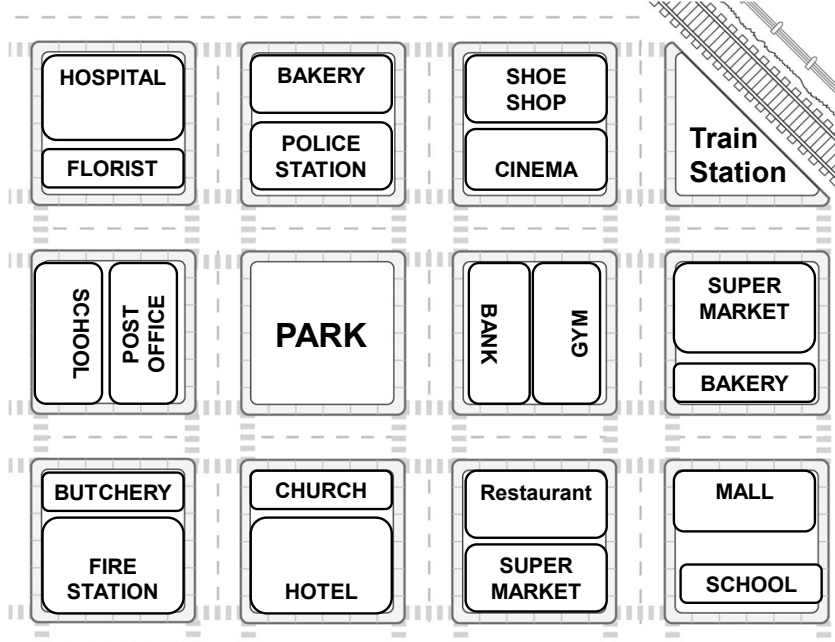 HOSPITAL
FLORIST
BAKERY
POLICE
STATION
SHOE
SHOP
CINEMA
Train
Station
SCHOOL
POST
OFFICE
PARK
BANK
GYM
SUPER
MARKET
BAKERY
BUTCHERY
FIRE
STATION
CHURCH
HOTEL
Restaurant
SUPER
MARKET
MALL
SCHOOL